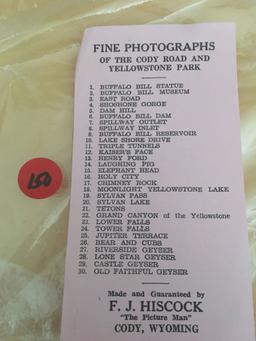 FINE PHOTOGRAPHS
OF THE CODY ROAD AND
YELLOWSTONE PARK
1. BUFFALO BILL STATUE
2. BUFFALO BILL MUSEUM
3. EAST ROAD
4. SHOSHONE GORGE
5. DAM HILL
6. BUFFALO BILL DAM
7. SPILLWAY OUTLET
8. SPILLWAY INLET
9. BUFFALO BILL RESERVOIR
10. LAKE SHORE DRIVE
11. TRIPLE TUNNELS
12. KAISER'S FACE
13. HENRY FORD
14. LAUGHING PIG
15. ELEPHANT HEAD
16. HOLY CITY
17. CHIMNEY ROCK
18. MOONLIGHT YELLOWSTONE LAKE
19. SYLVAN PASS
20. SYLVAN LAKE
21. TETONS
22. GRAND CANYON of the Yellowstone
23. LOWER FALLS
24. TOWER FALLS
25. JUPITER TERRACE
26. BEAR AND CUBS
27. RIVERSIDE GEYSER
28. LONE STAR GEYSER
29. CASTLE GEYSER
30. OLD FAITHFUL GEYSER
Made and Guaranteed by
F. J. HISCOCK
"The Picture Man"
CODY, WYOMING
150